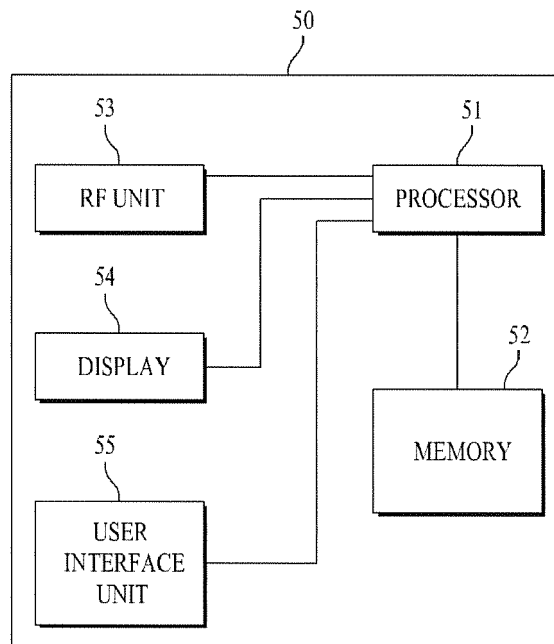 50
53
RF UNIT
51
PROCESSOR
54
DISPLAY
52
MEMORY
55
USER
INTERFACE
UNIT